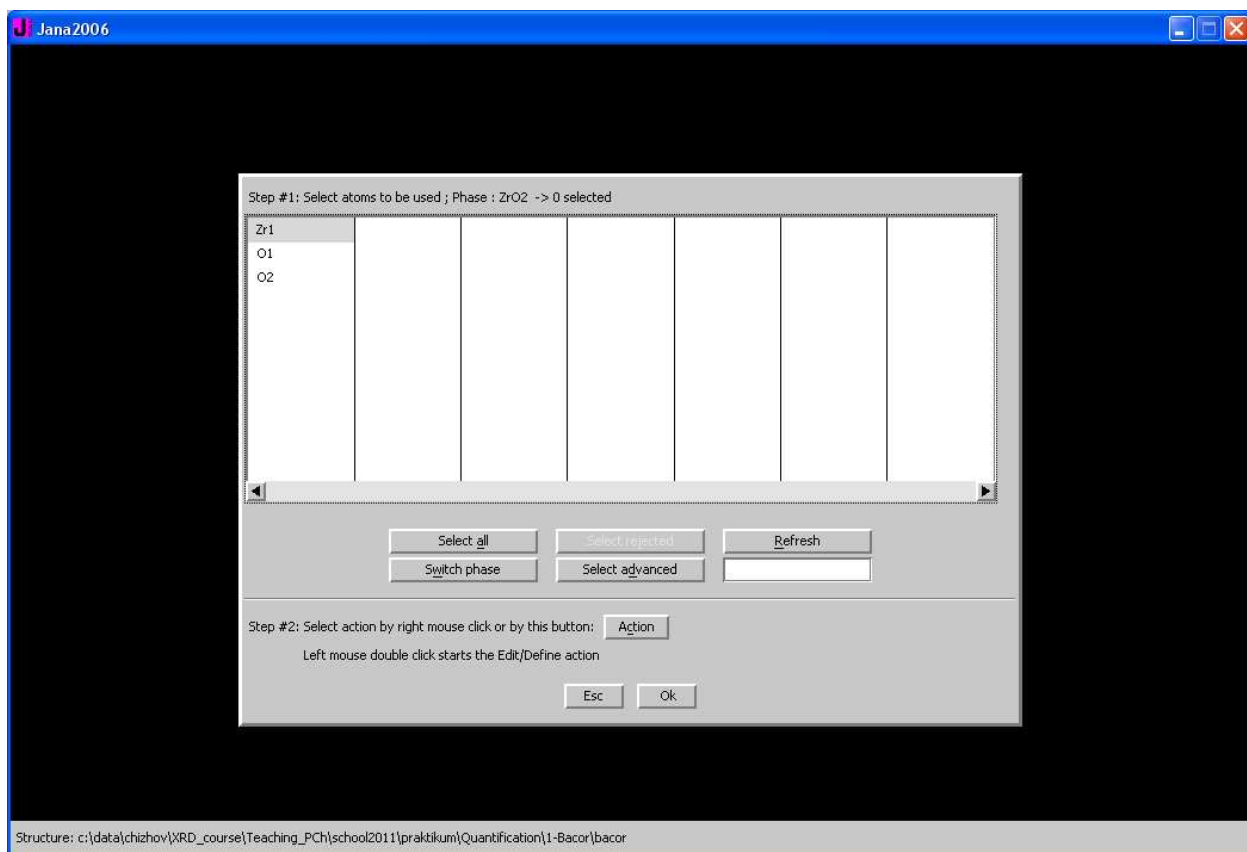 Jana2006
Step #1: Select atoms to be used ; Phase : ZrO2 -> 0 selected
Zr1
O1
O2
Select all
Select rejected
Refresh
Switch phase
Select advanced
Step #2: Select action by right mouse click or by this button:
Action
Left mouse double click starts the Edit/Define action
Esc
Ok
Structure: c:\data\chizhov\XRD_course\Teaching_PCh\school2011\praktikum\Quantification\1-Bacor\bacor